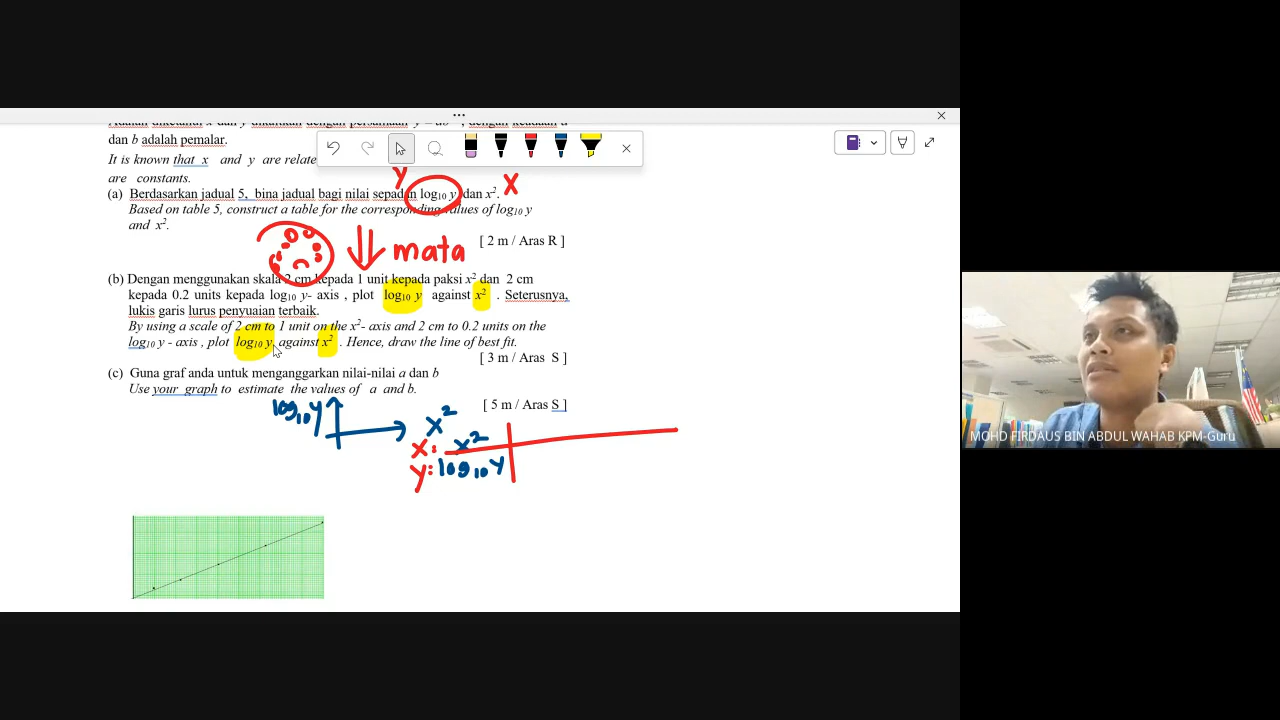 dan b adalah pemalar.
It is known that x and y are relate
are constants.
Y
X
(a) Berdasarkan jadual 5, bina jadual bagi nilai sepadan log10 y dan x².
Based on table 5, construct a table for the corresponding values of log10 y
and x².
[ 2 m / Aras R ]
mata
(b) Dengan menggunakan skala 2 cm kepada 1 unit kepada paksi x² dan 2 cm
kepada 0.2 units kepada log10 y- axis , plot log10 y against x² . Seterusnya,
lukis garis lurus penyuaian terbaik.
By using a scale of 2 cm to 1 unit on the x²- axis and 2 cm to 0.2 units on the
log10 y - axis , plot log10 y against x² . Hence, draw the line of best fit.
[ 3 m / Aras S ]
(c) Guna graf anda untuk menganggarkan nilai-nilai a dan b
Use your graph to estimate the values of a and b.
[ 5 m / Aras S ]
log10 y
x²
X: x²
Y: log10 y
MOHD FIRDAUS BIN ABDUL WAHAB KPM-Guru